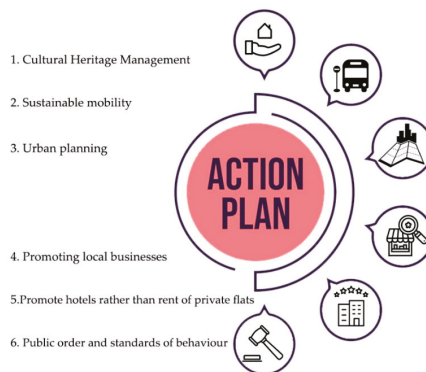 1. Cultural Heritage Management
2. Sustainable mobility
3. Urban planning
ACTION
PLAN
4. Promoting local businesses
5.Promote hotels rather than rent of private flats
6. Public order and standards of behaviour